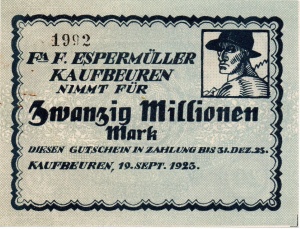 1992
FA F. ESPERMÜLLER
KAUFBEUREN
NIMMT FÜR
Zwanzig Millionen
Mark
DIESEN GUTSCHEIN IN ZAHLUNG BIS 31. DEZ. 23.
KAUFBEUREN, 19. SEPT. 1923.